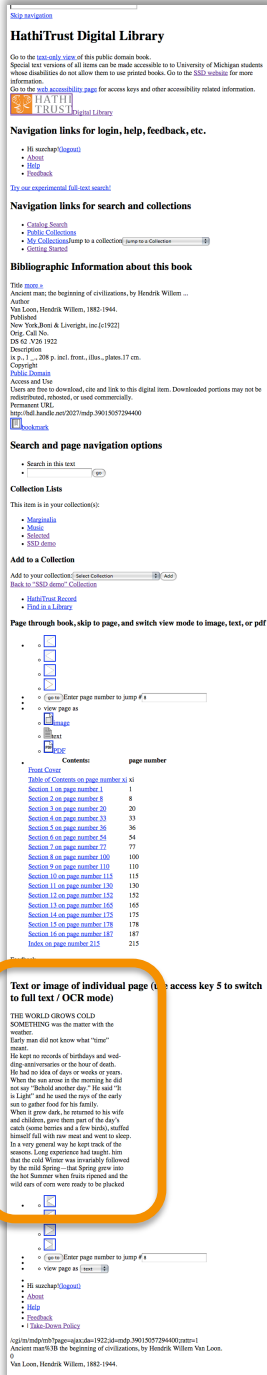 Skip navigation
HathiTrust Digital Library
Go to the text-only view of this public domain book.
Special text versions of all items can be made accessible to to University of Michigan students
whose disabilities do not allow them to use printed books. Go to the SSD website for more
information.
Go to the web accessibility page for access keys and other accessibility related information.
HATHI
TRUST Digital Library
Navigation links for login, help, feedback, etc.
Hi suzchap!(logout)
About
Help
Feedback
Try our experimental full-text search!
Navigation links for search and collections
Catalog Search
Public Collections
My CollectionsJump to a collection Jump to a Collection
Getting Started
Bibliographic Information about this book
Title more »
Ancient man; the beginning of civilizations, by Hendrik Willem ...
Author
Van Loon, Hendrik Willem, 1882-1944.
Published
New York,Boni & Liveright, inc.[c1922]
Orig. Call No.
DS 62 .V26 1922
Description
ix p., 1 _., 208 p. incl. front., illus., plates.17 cm.
Copyright
Public Domain
Access and Use
Users are free to download, cite and link to this digital item. Downloaded portions may not be
redistributed, rehosted, or used commercially.
Permanent URL
http://hdl.handle.net/2027/mdp.39015057294400
bookmark
Search and page navigation options
Search in this text
go
Collection Lists
This item is in your collection(s):
Marginalia
Music
Selected
SSD demo
Add to a Collection
Add to your collection: Select Collection Add
Back to "SSD demo" Collection
HathiTrust Record
Find in a Library
Page through book, skip to page, and switch view mode to image, text, or pdf
go to Enter page number to jump # 8
view page as
image
text
PDF
Contents: page number
Front Cover
Table of Contents on page number xi xi
Section 1 on page number 1 1
Section 2 on page number 8 8
Section 3 on page number 20 20
Section 4 on page number 33 33
Section 5 on page number 36 36
Section 6 on page number 54 54
Section 7 on page number 77 77
Section 8 on page number 100 100
Section 9 on page number 110 110
Section 10 on page number 115 115
Section 11 on page number 130 130
Section 12 on page number 152 152
Section 13 on page number 165 165
Section 14 on page number 175 175
Section 15 on page number 178 178
Section 16 on page number 187 187
Index on page number 215 215
Text or image of individual page (use access key 5 to switch
to full text / OCR mode)
THE WORLD GROWS COLD
SOMETHING was the matter with the
weather.
Early man did not know what "time"
meant.
He kept no records of birthdays and wed-
ding-anniversaries or the hour of death.
He had no idea of days or weeks or years.
When the sun arose in the morning he did
not say "Behold another day." He said "It
is Light" and he used the rays of the early
sun to gather food for his family.
When it grew dark, he returned to his wife
and children, gave them part of the day's
catch (some berries and a few birds), stuffed
himself full with raw meat and went to sleep.
In a very general way he kept track of the
seasons. Long experience had taught. him
that the cold Winter was invariably followed
by the mild Spring—that Spring grew into
the hot Summer when fruits ripened and the
wild ears of corn were ready to be plucked
go to Enter page number to jump # 8
view page as text
Hi suzchap!(logout)
About
Help
Feedback
| Take-Down Policy
/cgi/m/mdp/mb?page=ajax;da=1922;id=mdp.39015057294400;rattr=1
Ancient man%3B the beginning of civilizations, by Hendrik Willem Van Loon.
0
Van Loon, Hendrik Willem, 1882-1944.